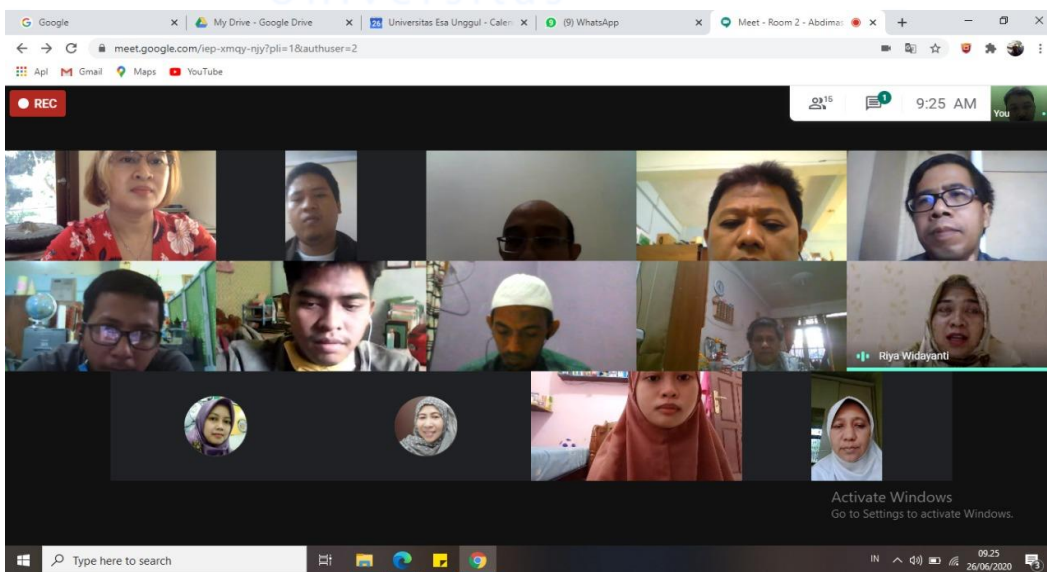 Universitas
Google
My Drive - Google Drive
Universitas Esa Unggul - Calen
(9) WhatsApp
Meet - Room 2 - Abdimas
meet.google.com/iep-xmqy-njy?pli=1&authuser=2
Apl
Gmail
Maps
YouTube
REC
15
1
9:25 AM
You
Riya Widayanti
Activate Windows
Go to Settings to activate Windows.
Type here to search
IN
09.25
26/06/2020
3